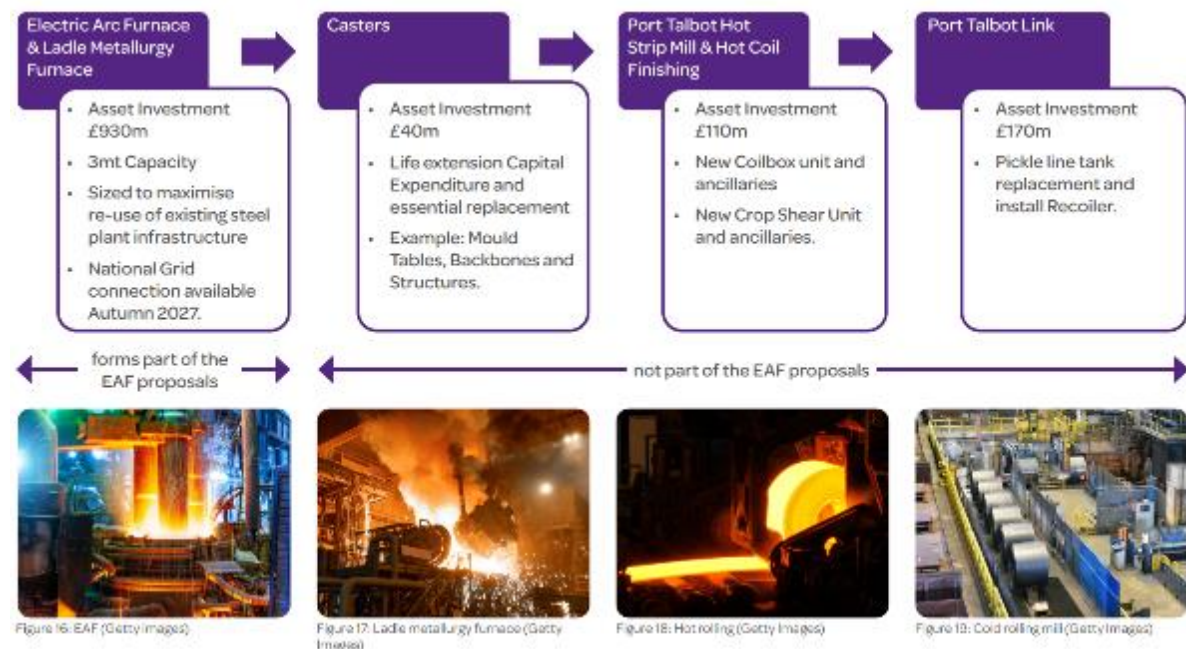 Electric Arc Furnace
& Ladle Metallurgy
Furnace
• Asset Investment
£930m
• 3mt Capacity
• Sized to maximise
re-use of existing steel
plant infrastructure
• National Grid
connection available
Autumn 2027.
Casters
• Asset Investment
£40m
• Life extension Capital
Expenditure and
essential replacement
• Example: Mould
Tables, Backbones and
Structures.
Port Talbot Hot
Strip Mill & Hot Coil
Finishing
• Asset Investment
£110m
• New Coilbox unit and
ancillaries
• New Crop Shear Unit
and ancillaries.
Port Talbot Link
• Asset Investment
£170m
• Pickle line tank
replacement and
install Recoiler.
forms part of the
EAF proposals
not part of the EAF proposals
Figure 16: EAF (Getty Images)
Figure 17: Ladle metallurgy furnace (Getty
Images)
Figure 18: Hot rolling (Getty Images)
Figure 19: Cold rolling mill (Getty Images)